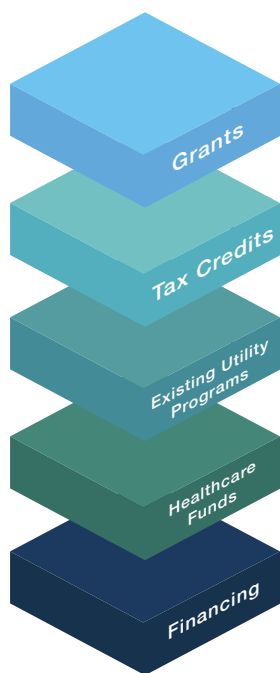 Grants
Tax Credits
Existing Utility
Programs
Healthcare
Funds
Financing